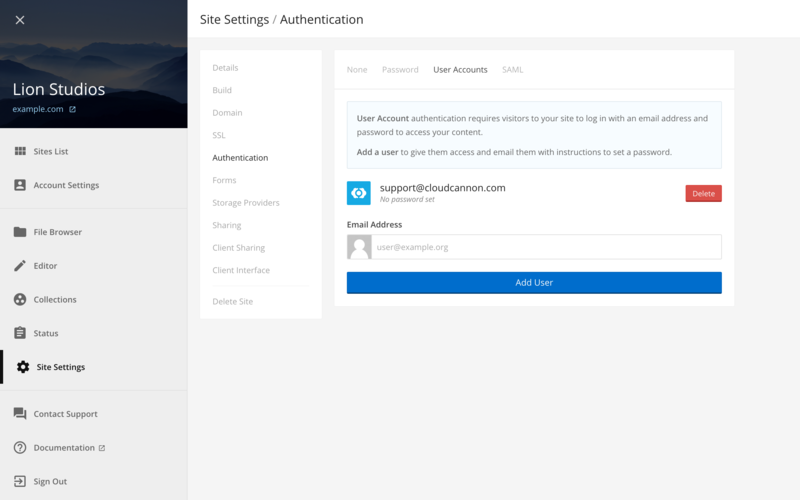 Lion Studios
example.com
Sites List
Account Settings
File Browser
Editor
Collections
Status
Site Settings
Contact Support
Documentation
Sign Out
Site Settings / Authentication
Details
Build
Domain
SSL
Authentication
Forms
Storage Providers
Sharing
Client Sharing
Client Interface
Delete Site
None Password User Accounts SAML
User Account authentication requires visitors to your site to log in with an email address and
password to access your content.
Add a user to give them access and email them with instructions to set a password.
support@cloudcannon.com
No password set
Delete
Email Address
user@example.org
Add User